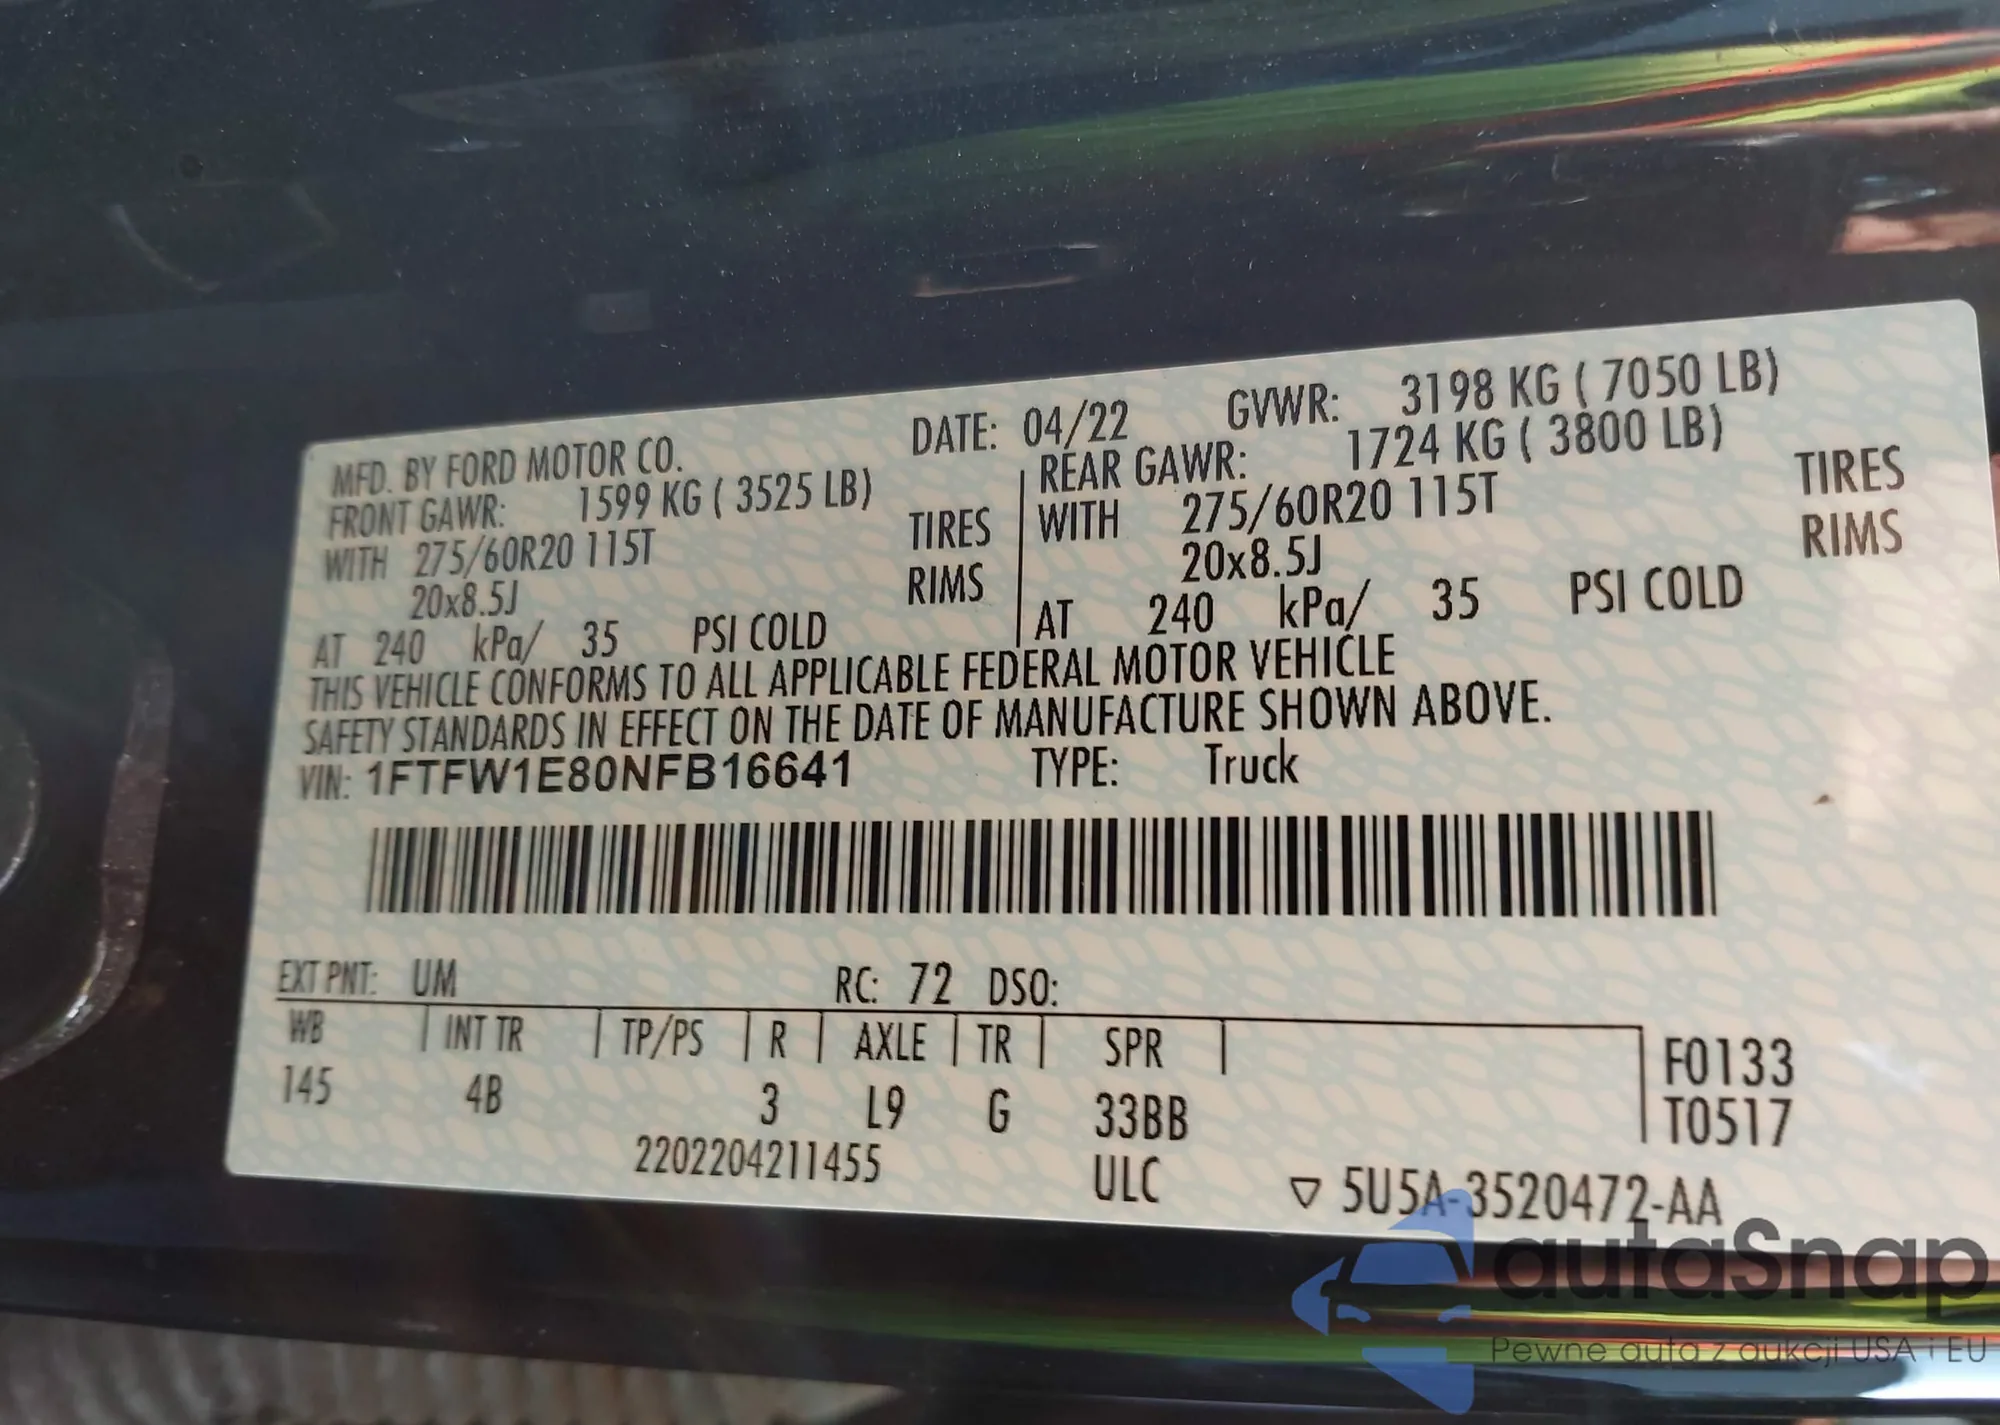 MFD. BY FORD MOTOR CO. DATE: 04/22 GVWR: 3198 KG ( 7050 LB)
FRONT GAWR: 1599 KG ( 3525 LB) REAR GAWR: 1724 KG ( 3800 LB)
WITH 275/60R20 115T TIRES WITH 275/60R20 115T TIRES
20x8.5J RIMS 20x8.5J RIMS
AT 240 kPa/ 35 PSI COLD AT 240 kPa/ 35 PSI COLD
THIS VEHICLE CONFORMS TO ALL APPLICABLE FEDERAL MOTOR VEHICLE
SAFETY STANDARDS IN EFFECT ON THE DATE OF MANUFACTURE SHOWN ABOVE.
VIN: 1FTFW1E80NFB16641 TYPE: Truck
EXT PNT: UM RC: 72 DSO:
WB INT TR TP/PS R AXLE TR SPR F0133
145 4B 3 L9 G 33BB T0517
2202204211455 ULC ▽ 5U5A-3520472-AA
autaSnap
Pewne auta z aukcji USA i EU